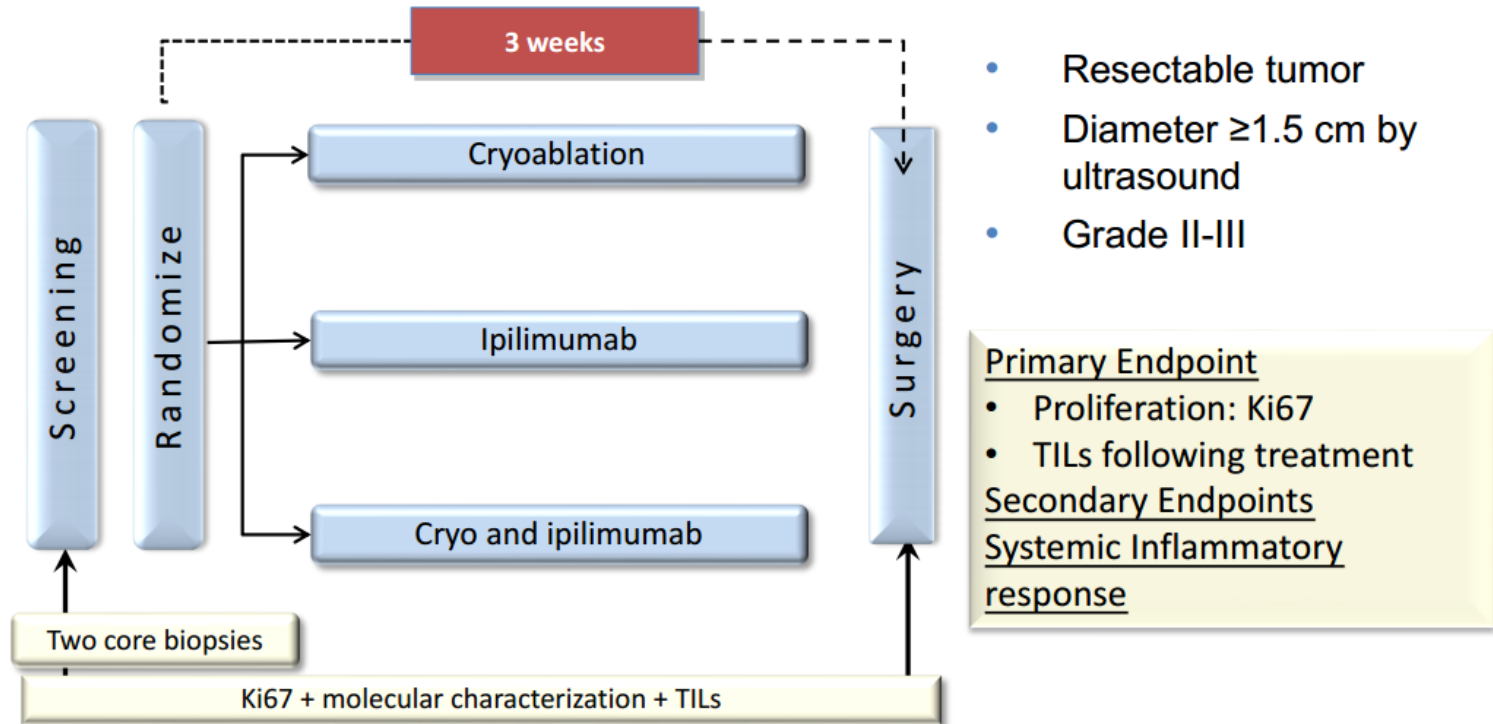 3 weeks
Screening
Randomize
Cryoablation
Ipilimumab
Cryo and ipilimumab
Surgery
Two core biopsies
Ki67 + molecular characterization + TILs
• Resectable tumor
• Diameter ≥1.5 cm by
ultrasound
• Grade II-III
Primary Endpoint
• Proliferation: Ki67
• TILs following treatment
Secondary Endpoints
Systemic Inflammatory
response